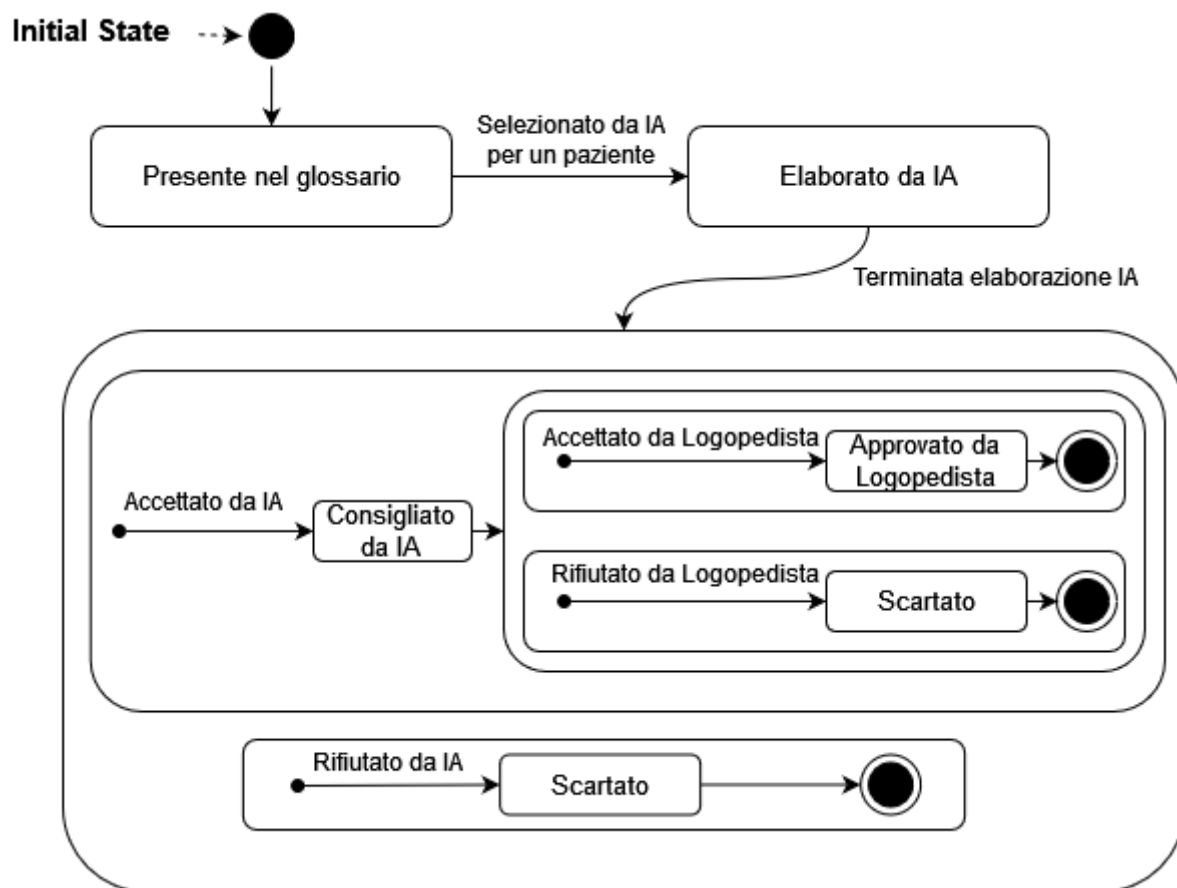 Initial State
Selezionato da IA
per un paziente
Presente nel glossario
Elaborato da IA
Terminata elaborazione IA
Accettato da Logopedista
Approvato da
Logopedista
Accettato da IA
Consigliato
da IA
Rifiutato da Logopedista
Scartato
Rifiutato da IA
Scartato